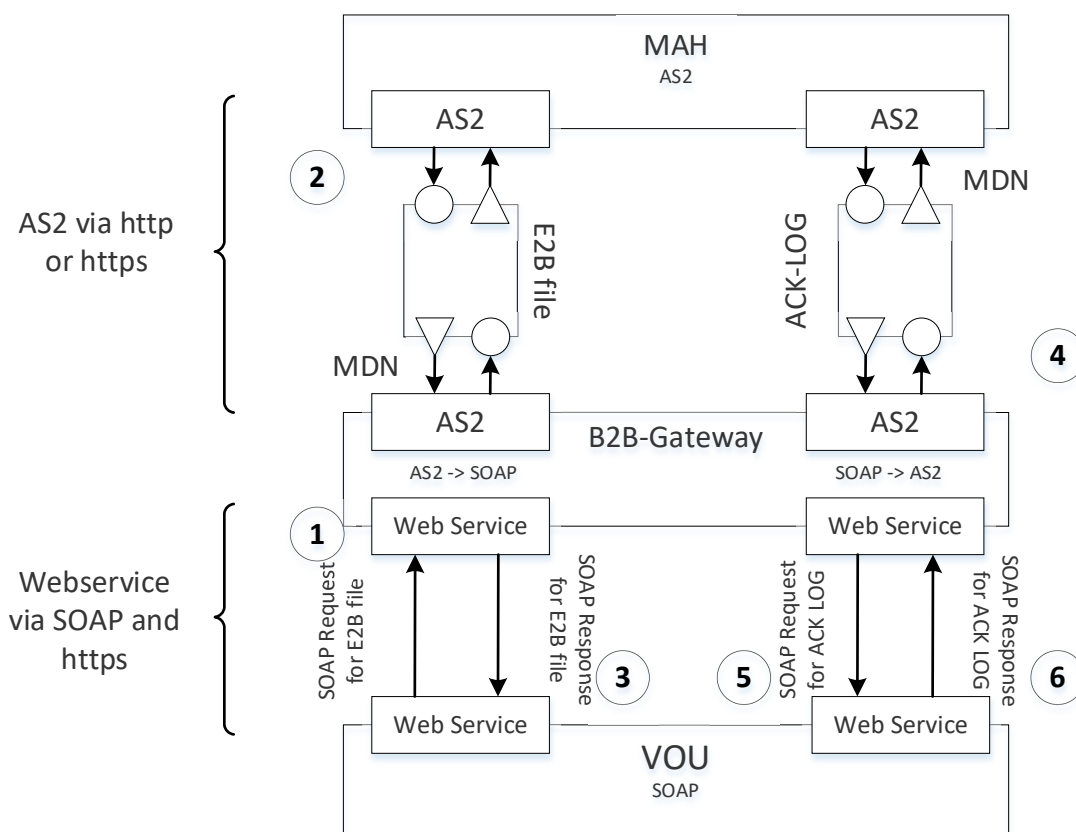 MAH
AS2
AS2
AS2
2
MDN
AS2 via http
or https
E2B file
ACK-LOG
MDN
4
AS2
B2B-Gateway
AS2
AS2 -> SOAP
SOAP -> AS2
1
Web Service
Web Service
Webservice
via SOAP and
https
SOAP Request
for E2B file
SOAP Response
for E2B file
SOAP Request
for ACK LOG
SOAP Response
for ACK LOG
3
5
6
Web Service
Web Service
VOU
SOAP